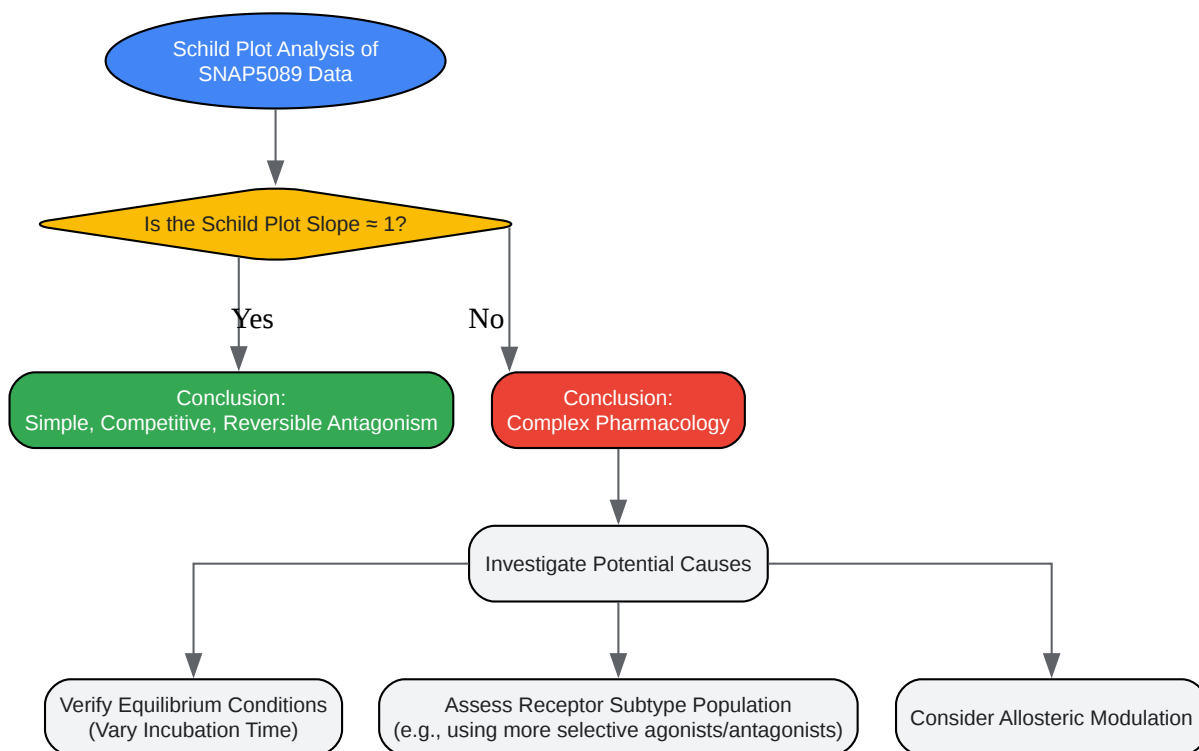 Schild Plot Analysis of
SNAP5089 Data
Is the Schild Plot Slope ≈ 1?
Yes
No
Conclusion:
Simple, Competitive, Reversible Antagonism
Conclusion:
Complex Pharmacology
Investigate Potential Causes
Verify Equilibrium Conditions
(Vary Incubation Time)
Assess Receptor Subtype Population
(e.g., using more selective agonists/antagonists)
Consider Allosteric Modulation